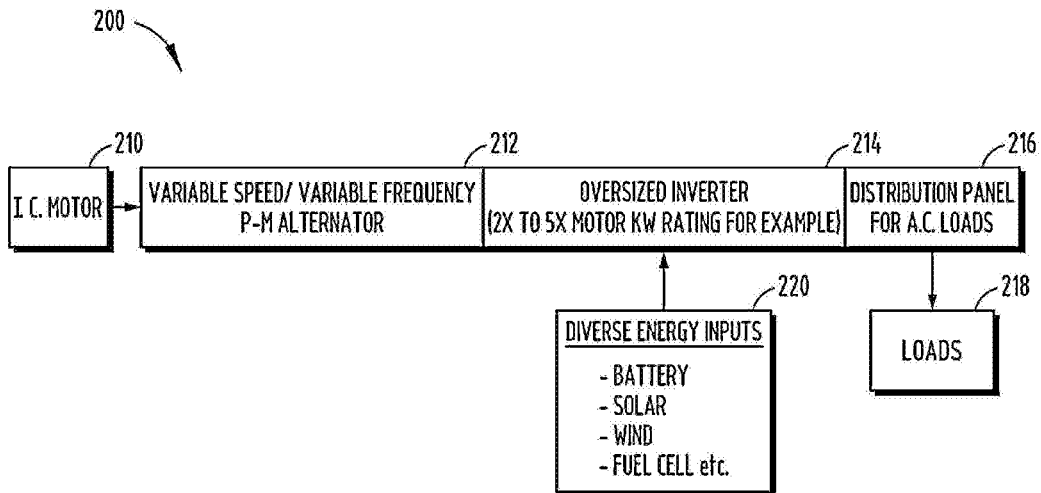 200
210
212
214
216
I.C. MOTOR
VARIABLE SPEED/ VARIABLE FREQUENCY
P-M ALTERNATOR
OVERSIZED INVERTER
(2X TO 5X MOTOR KW RATING FOR EXAMPLE)
DISTRIBUTION PANEL
FOR A.C. LOADS
220
218
DIVERSE ENERGY INPUTS
- BATTERY
- SOLAR
- WIND
- FUEL CELL etc.
LOADS